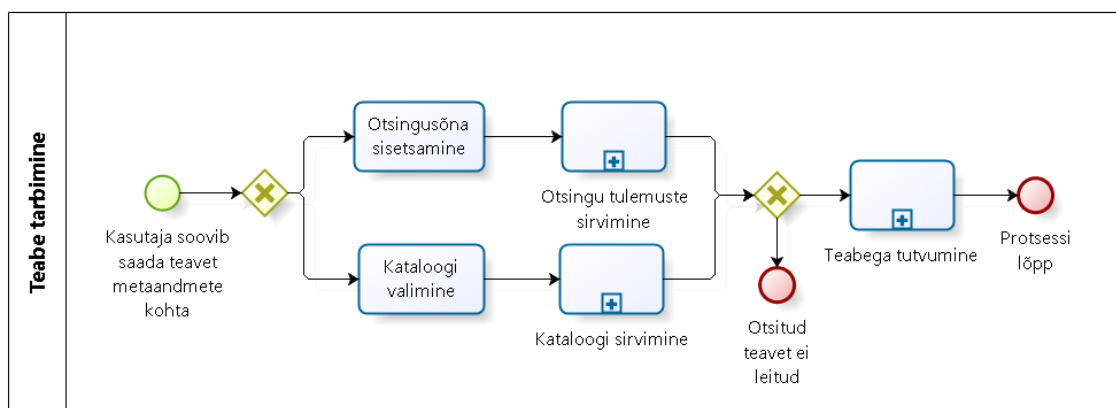 Teabe tarbimine
Kasutaja soovib
saada teavet
metaandmete
kohta
Otsingusõna
sisetsamine
Otsingu tulemuste
sirvimine
Kataloogi
valimine
Kataloogi sirvimine
Otsitud
teavet ei
leitud
Teabega tutvumine
Protsessi
lõpp